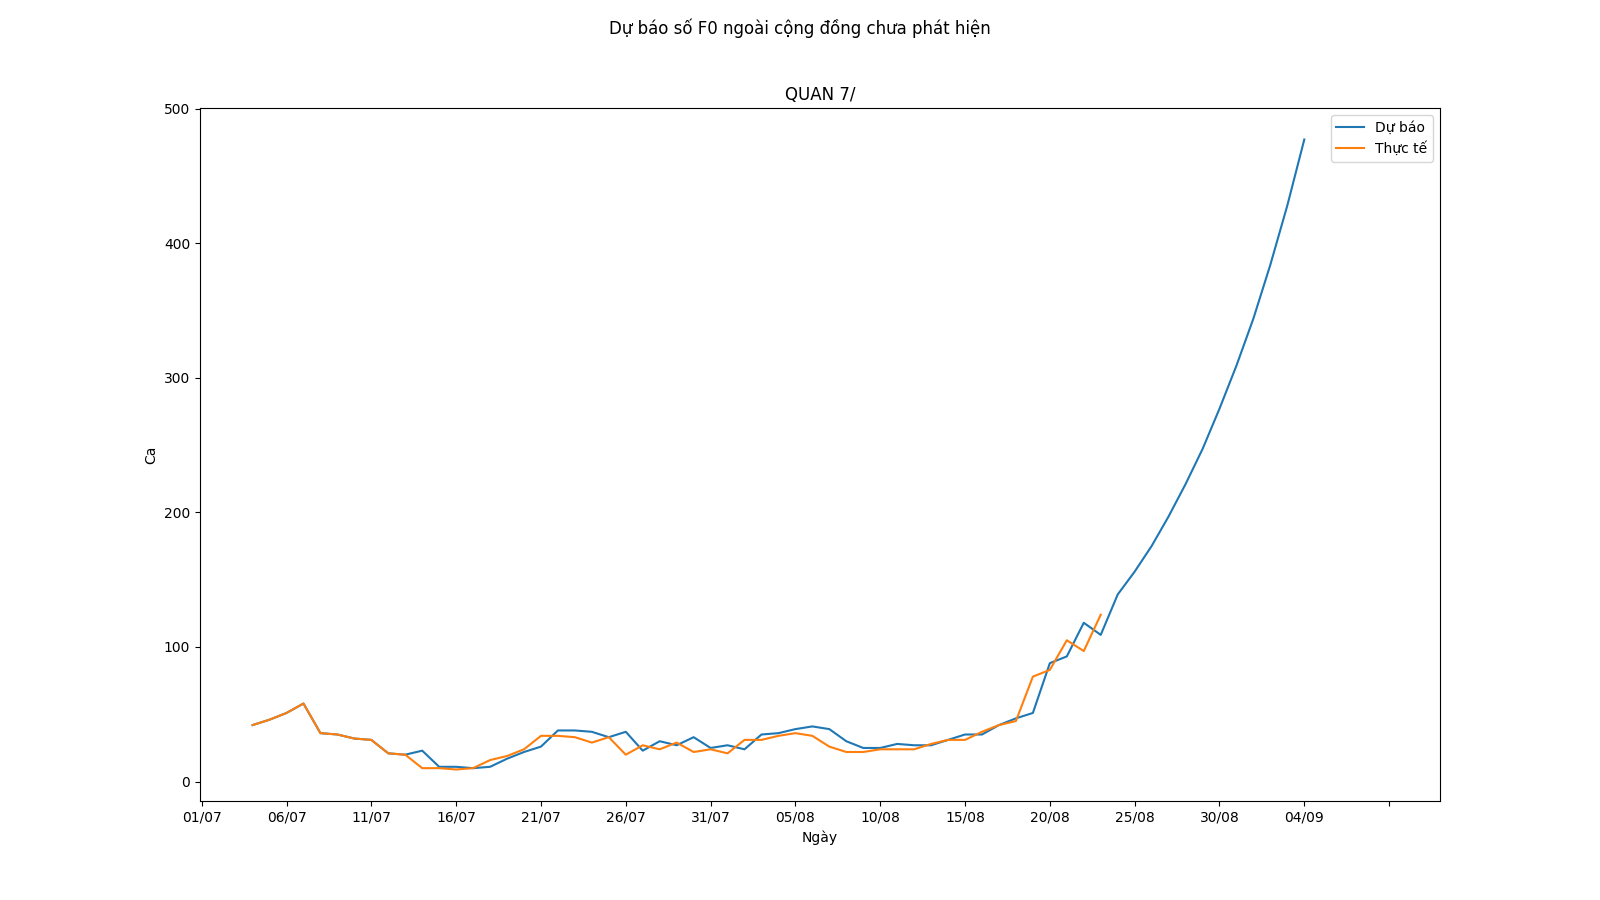 Dự báo số F0 ngoài cộng đồng chưa phát hiện
QUAN 7/
Dự báo
Thực tế
Ca
500
400
300
200
100
0
01/07 06/07 11/07 16/07 21/07 26/07 31/07 05/08 10/08 15/08 20/08 25/08 30/08 04/09
Ngày